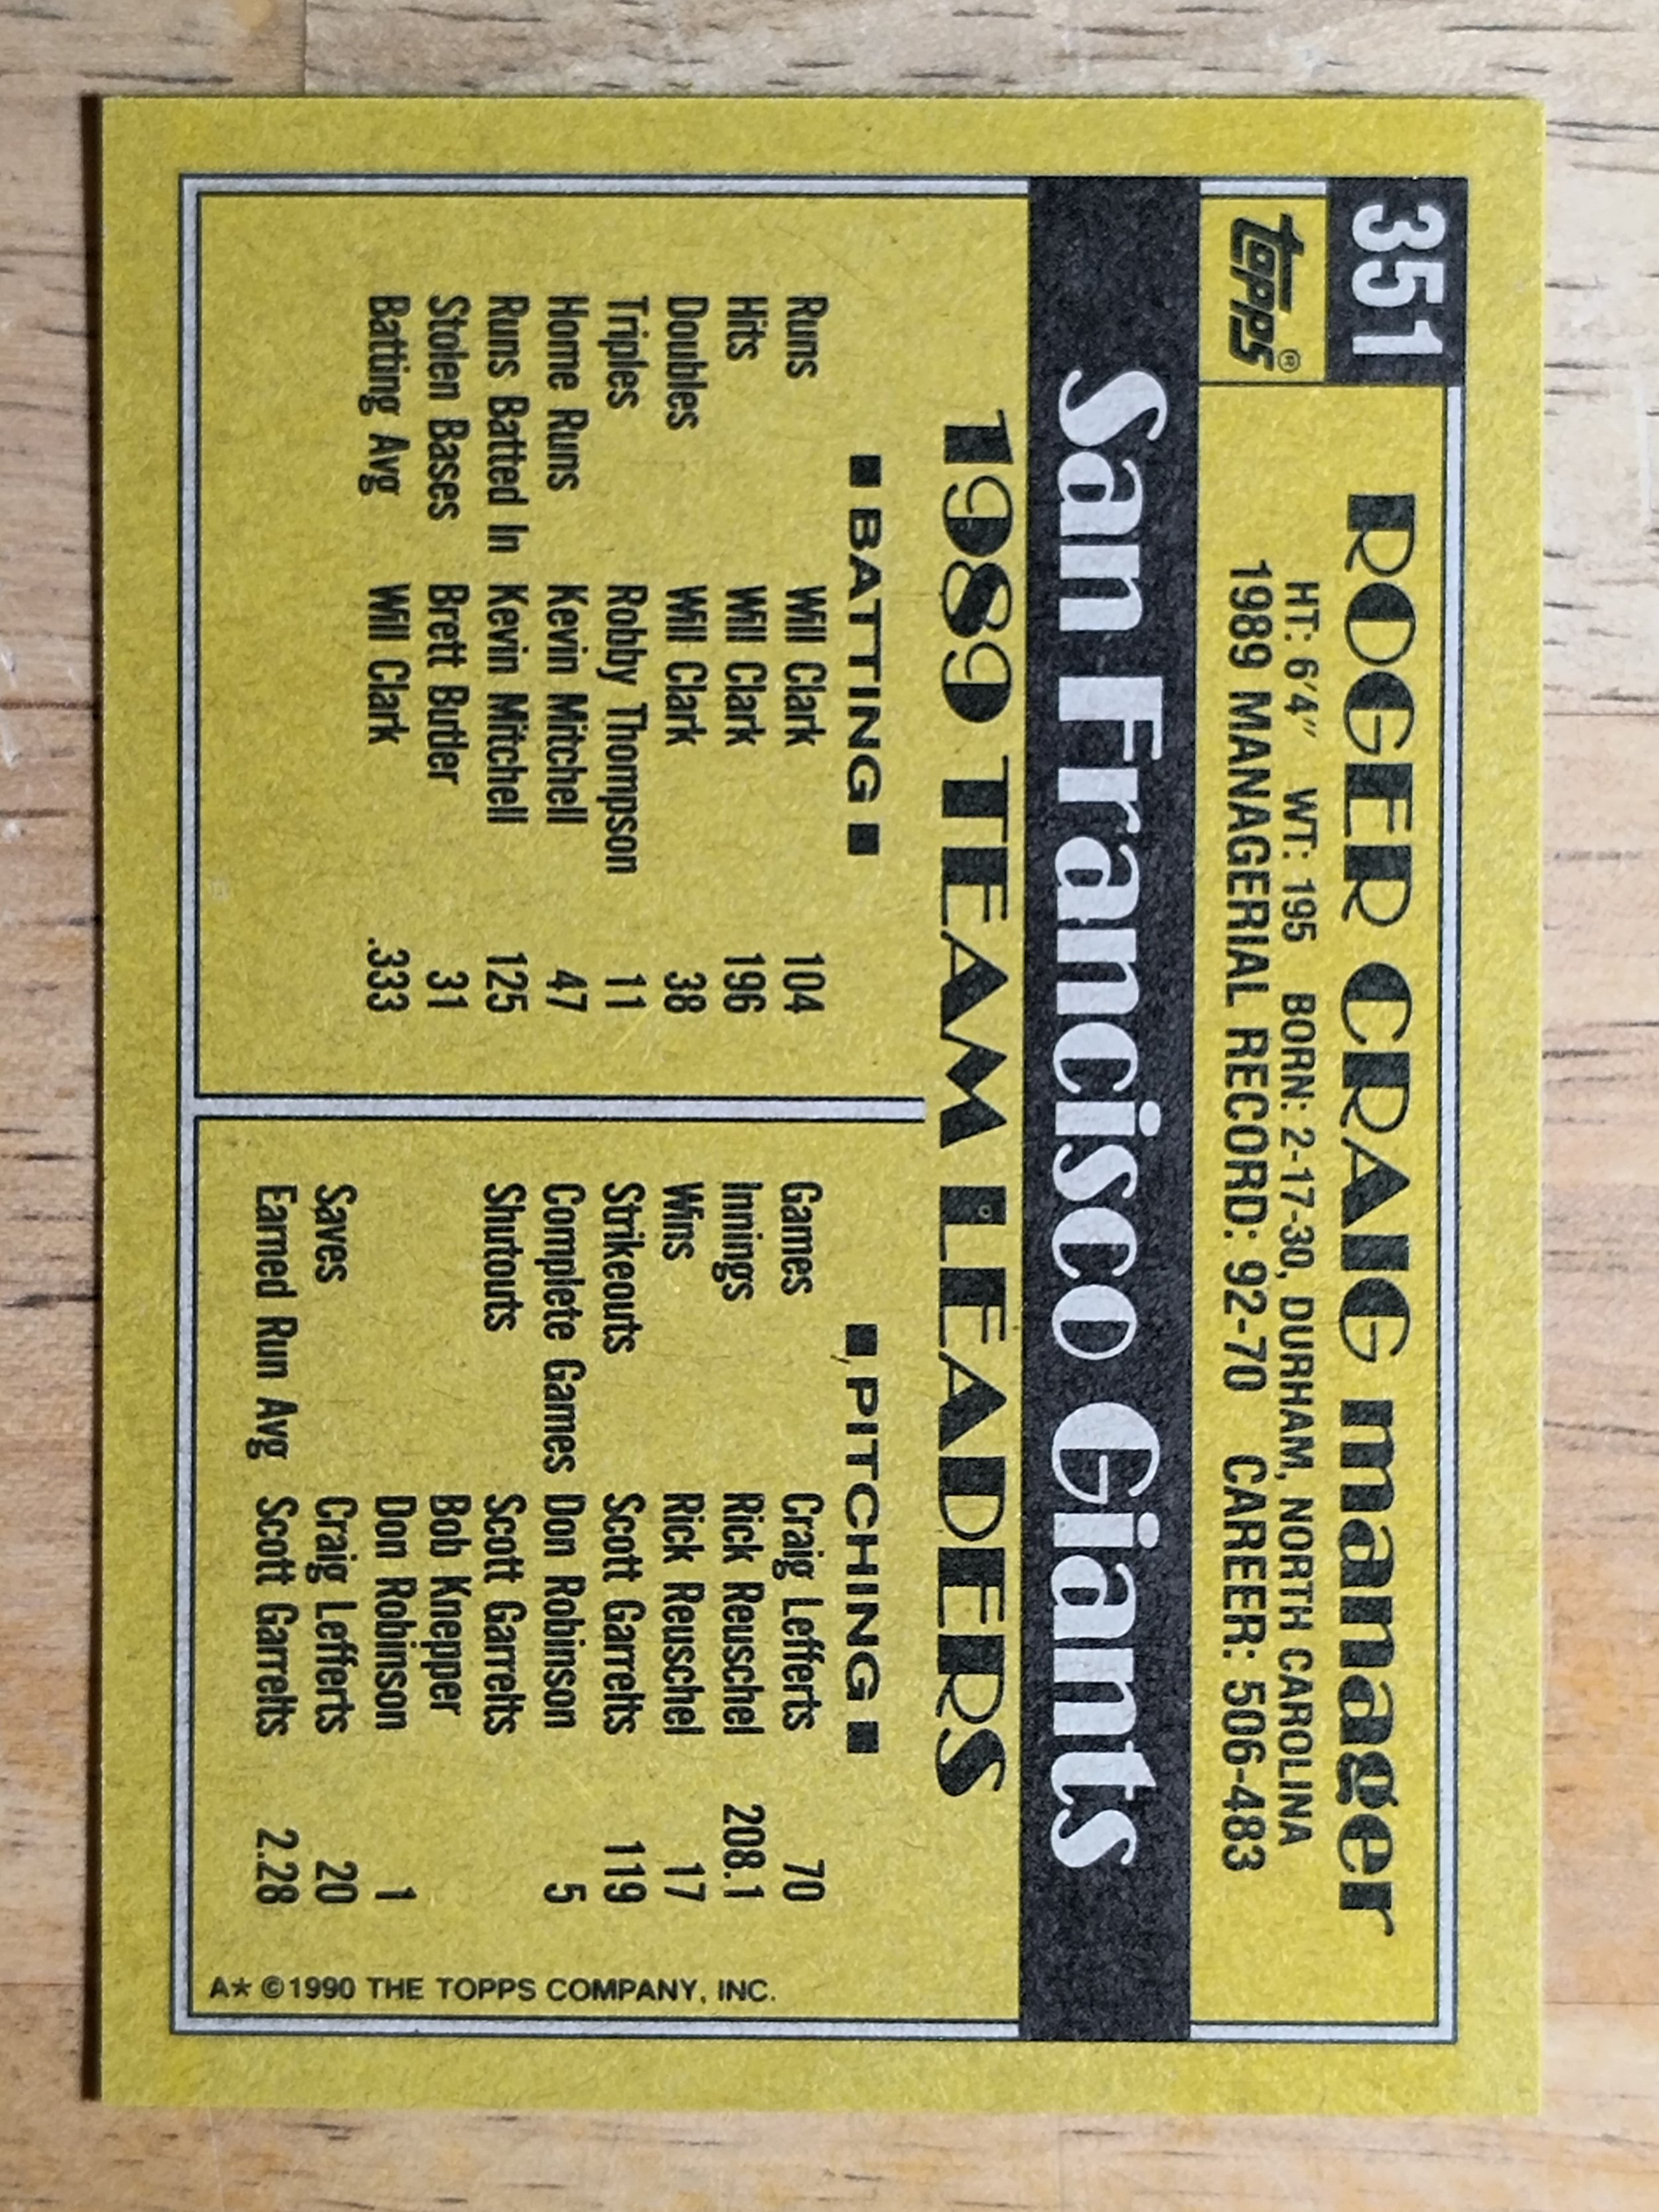 351
topps®
ROGER CRAIG manager
HT: 6'4" WT: 195 BORN: 2-17-30, DURHAM, NORTH CAROLINA
1989 MANAGERIAL RECORD: 92-70 CAREER: 506-483
San Francisco Giants
1989 TEAM LEADERS
■ BATTING ■
Runs Will Clark 104
Hits Will Clark 196
Doubles Will Clark 38
Triples Robby Thompson 11
Home Runs Kevin Mitchell 47
Runs Batted In Kevin Mitchell 125
Stolen Bases Brett Butler 31
Batting Avg Will Clark .333
■ PITCHING ■
Games Craig Lefferts 70
Innings Rick Reuschel 208.1
Wins Rick Reuschel 17
Strikeouts Scott Garrelts 119
Complete Games Don Robinson 5
Shutouts Scott Garrelts
Bob Knepper
Don Robinson 1
Saves Craig Lefferts 20
Earned Run Avg Scott Garrelts 2.28
A* ©1990 THE TOPPS COMPANY, INC.